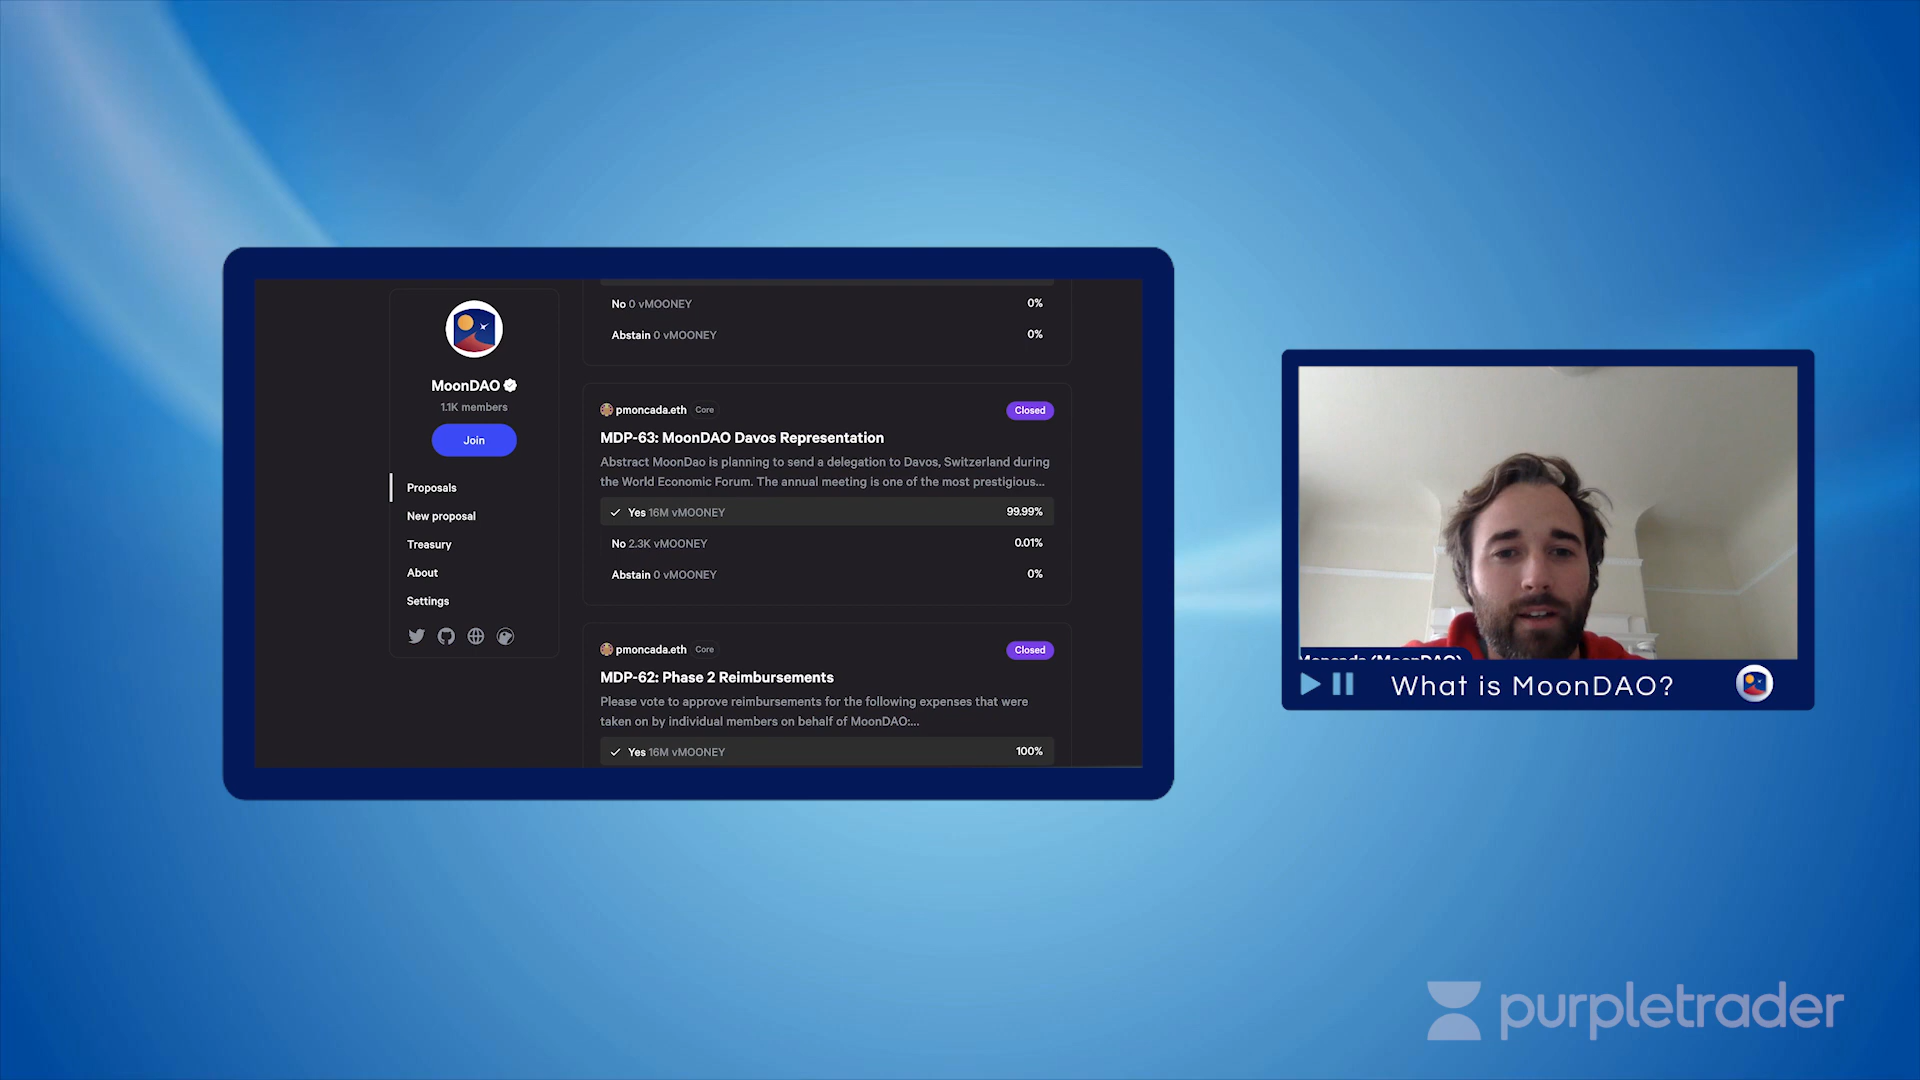 No 0 vMOONEY 0%
Abstain 0 vMOONEY 0%
MoonDAO
1.1K members
Join
Proposals
New proposal
Treasury
About
Settings
pmoncada.eth Core Closed
MDP-63: MoonDAO Davos Representation
Abstract MoonDao is planning to send a delegation to Davos, Switzerland during
the World Economic Forum. The annual meeting is one of the most prestigious...
Yes 16M vMOONEY 99.99%
No 2.3K vMOONEY 0.01%
Abstain 0 vMOONEY 0%
pmoncada.eth Core Closed
MDP-62: Phase 2 Reimbursements
Please vote to approve reimbursements for the following expenses that were
taken on by individual members on behalf of MoonDAO:...
Yes 16M vMOONEY 100%
(MoonDAO)
What is MoonDAO?
purpletrader